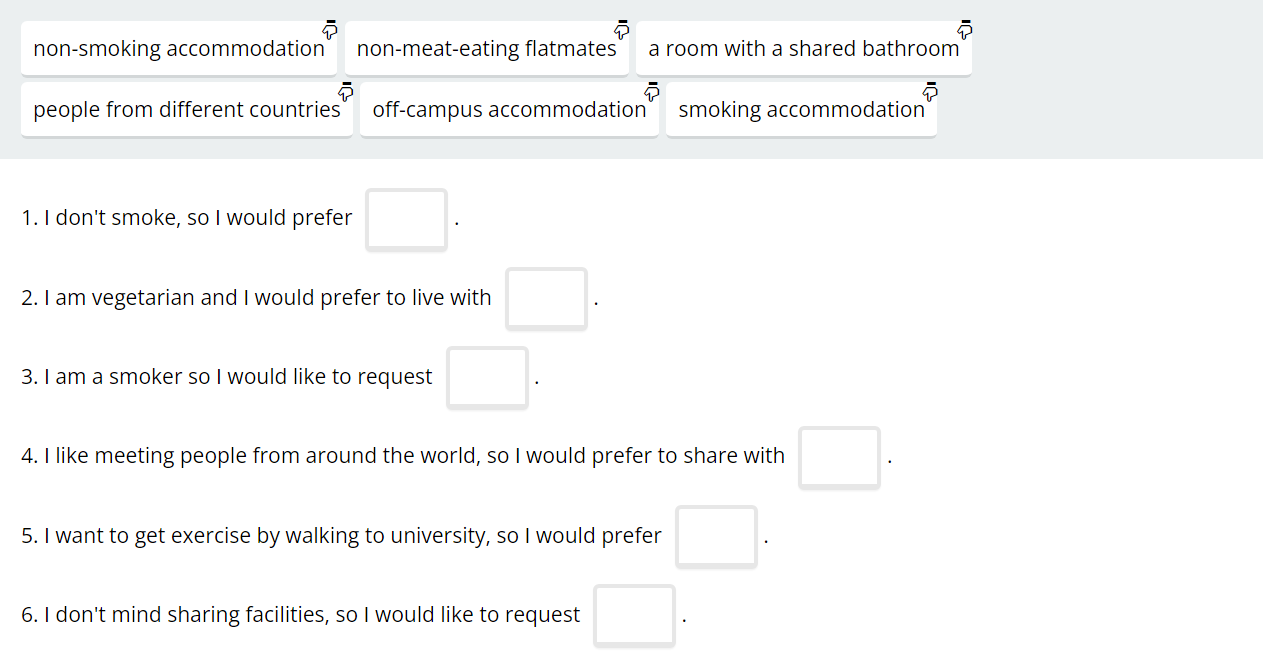 non-smoking accommodation non-meat-eating flatmates a room with a shared bathroom
people from different countries off-campus accommodation smoking accommodation
1. I don't smoke, so I would prefer .
2. I am vegetarian and I would prefer to live with .
3. I am a smoker so I would like to request .
4. I like meeting people from around the world, so I would prefer to share with .
5. I want to get exercise by walking to university, so I would prefer .
6. I don't mind sharing facilities, so I would like to request .